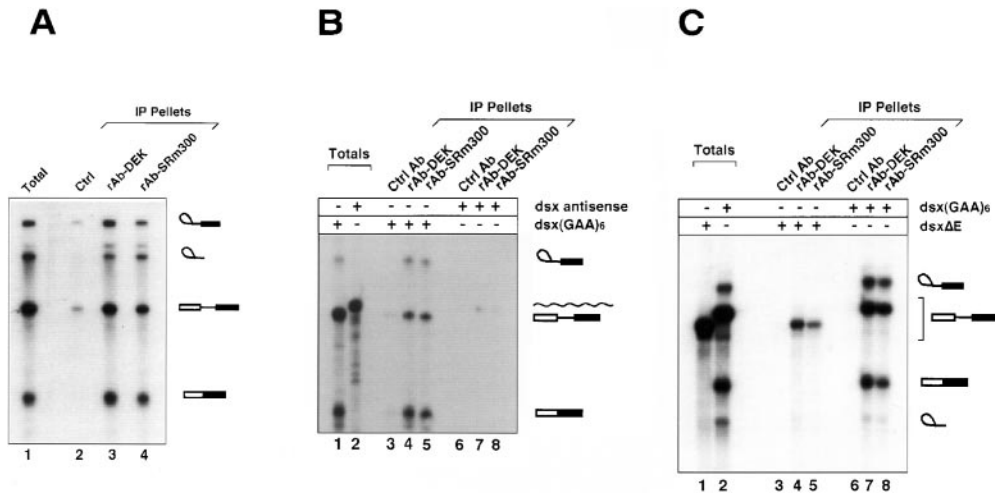 A
IP Pellets
Total
Ctrl
rAb-DEK
rAb-SRm300
1 2 3 4
B
IP Pellets
Totals
Ctrl Ab
rAb-DEK
rAb-SRm300
Ctrl Ab
rAb-DEK
rAb-SRm300
- + - - - + + + dsx antisense
+ - + + + - - - dsx(GAA)6
1 2 3 4 5 6 7 8
C
IP Pellets
Totals
Ctrl Ab
rAb-DEK
rAb-SRm300
Ctrl Ab
rAb-DEK
rAb-SRm300
- + - - - + + + dsx(GAA)6
+ - + + + - - - dsxΔE
1 2 3 4 5 6 7 8